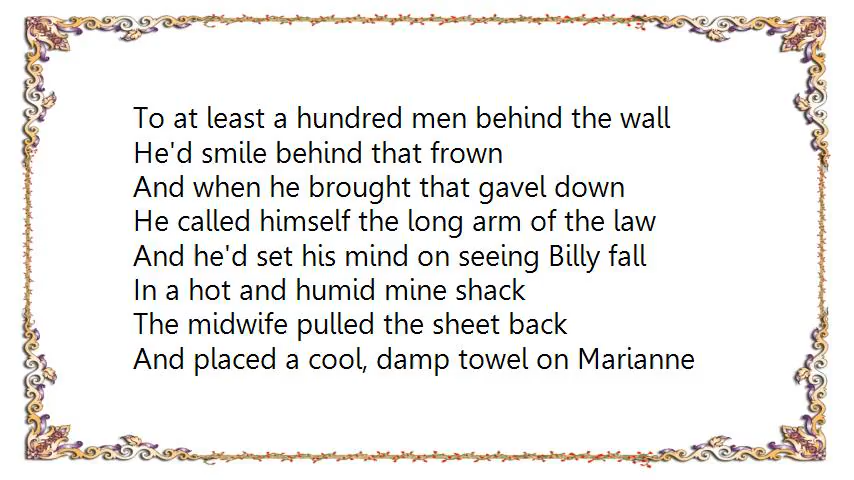 To at least a hundred men behind the wall
He'd smile behind that frown
And when he brought that gavel down
He called himself the long arm of the law
And he'd set his mind on seeing Billy fall
In a hot and humid mine shack
The midwife pulled the sheet back
And placed a cool, damp towel on Marianne